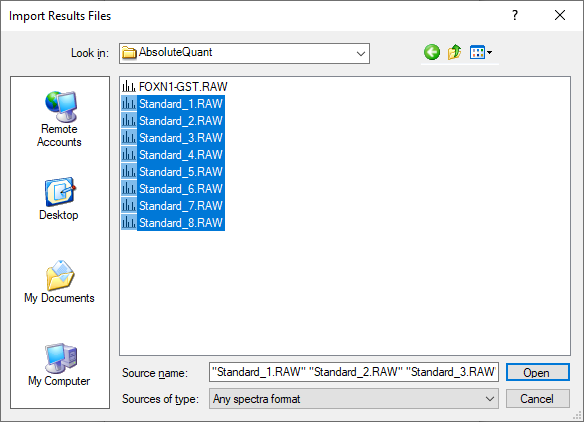 Import Results Files
?
Look in:
AbsoluteQuant
Remote
Accounts
Desktop
My Documents
My Computer
FOXN1-GST.RAW
Standard_1.RAW
Standard_2.RAW
Standard_3.RAW
Standard_4.RAW
Standard_5.RAW
Standard_6.RAW
Standard_7.RAW
Standard_8.RAW
Source name:
"Standard_1.RAW" "Standard_2.RAW" "Standard_3.RAW
Open
Sources of type:
Any spectra format
Cancel